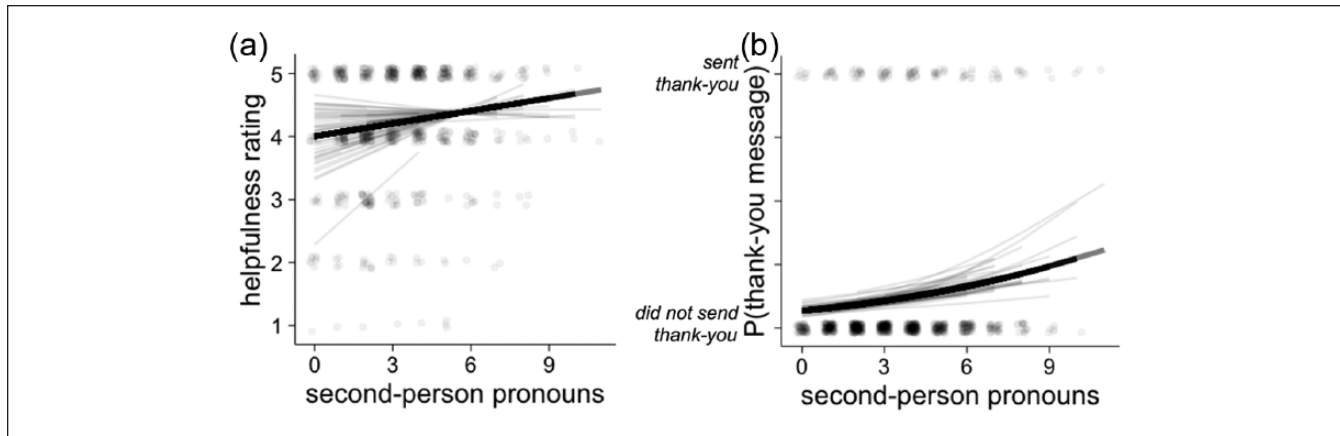 (a)
helpfulness rating
5
4
3
2
1
0 3 6 9
second-person pronouns
(b)
sent
thank-you
did not send
thank-you
P(thank-you message)
0 3 6 9
second-person pronouns